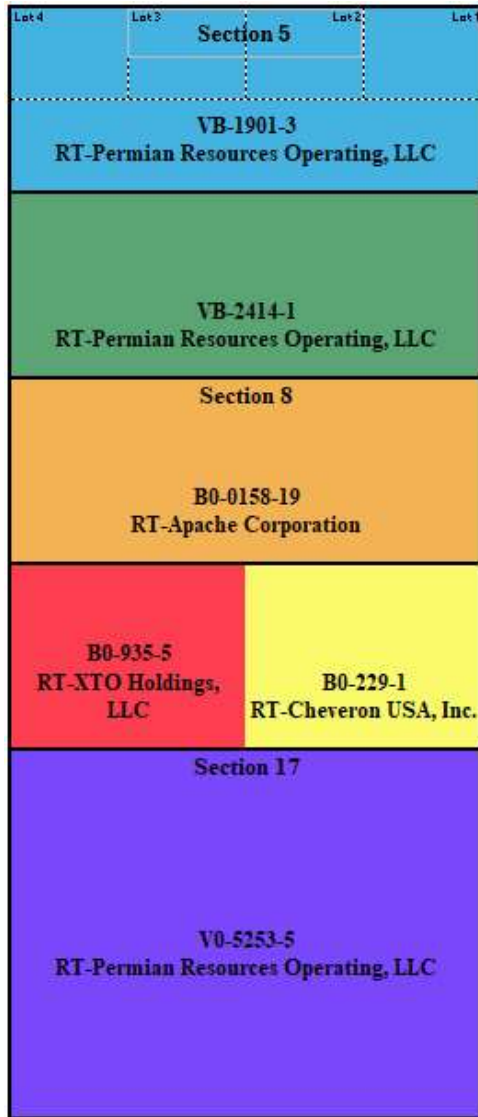 Lot 4 Lot 3 Lot 2 Lot 1
Section 5
VB-1901-3
RT-Permian Resources Operating, LLC
VB-2414-1
RT-Permian Resources Operating, LLC
Section 8
B0-0158-19
RT-Apache Corporation
B0-935-5
RT-XTO Holdings,
LLC
B0-229-1
RT-Cheveron USA, Inc.
Section 17
V0-5253-5
RT-Permian Resources Operating, LLC